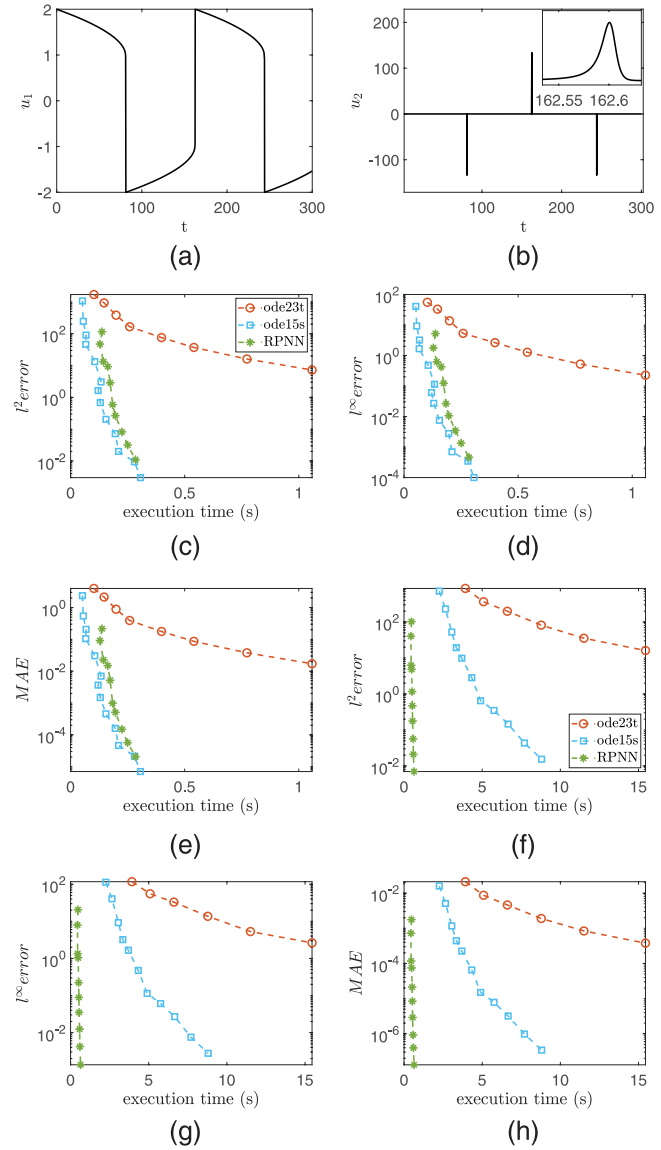 2
1
0
-1
-2
u₁
0
100
200
300
t
(a)
200
100
0
-100
u₂
162.55
162.6
100
200
300
t
(b)
10²
10⁰
10⁻²
l² error
ode23t
ode15s
RPNN
0
0.5
1
execution time (s)
(c)
10²
10⁰
10⁻²
10⁻⁴
l∞ error
0
0.5
1
execution time (s)
(d)
10⁰
10⁻²
10⁻⁴
MAE
0
0.5
1
execution time (s)
(e)
10²
10⁰
10⁻²
l² error
ode23t
ode15s
RPNN
0
5
10
15
execution time (s)
(f)
10²
10⁰
10⁻²
l∞ error
0
5
10
15
execution time (s)
(g)
10⁻²
10⁻⁴
10⁻⁶
MAE
0
5
10
15
execution time (s)
(h)